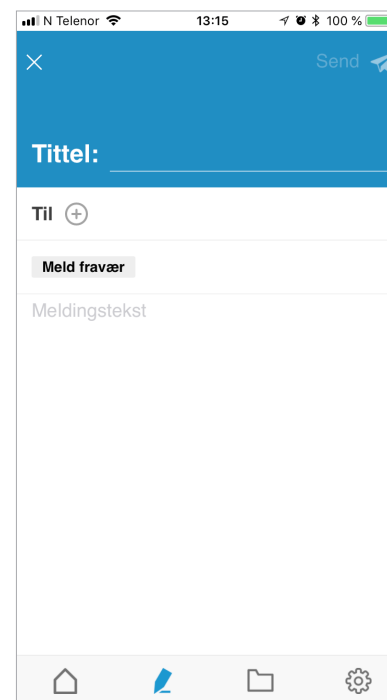 N Telenor 13:15 100 %
Send
Tittel:
Til
Meld fravær
Meldingstekst